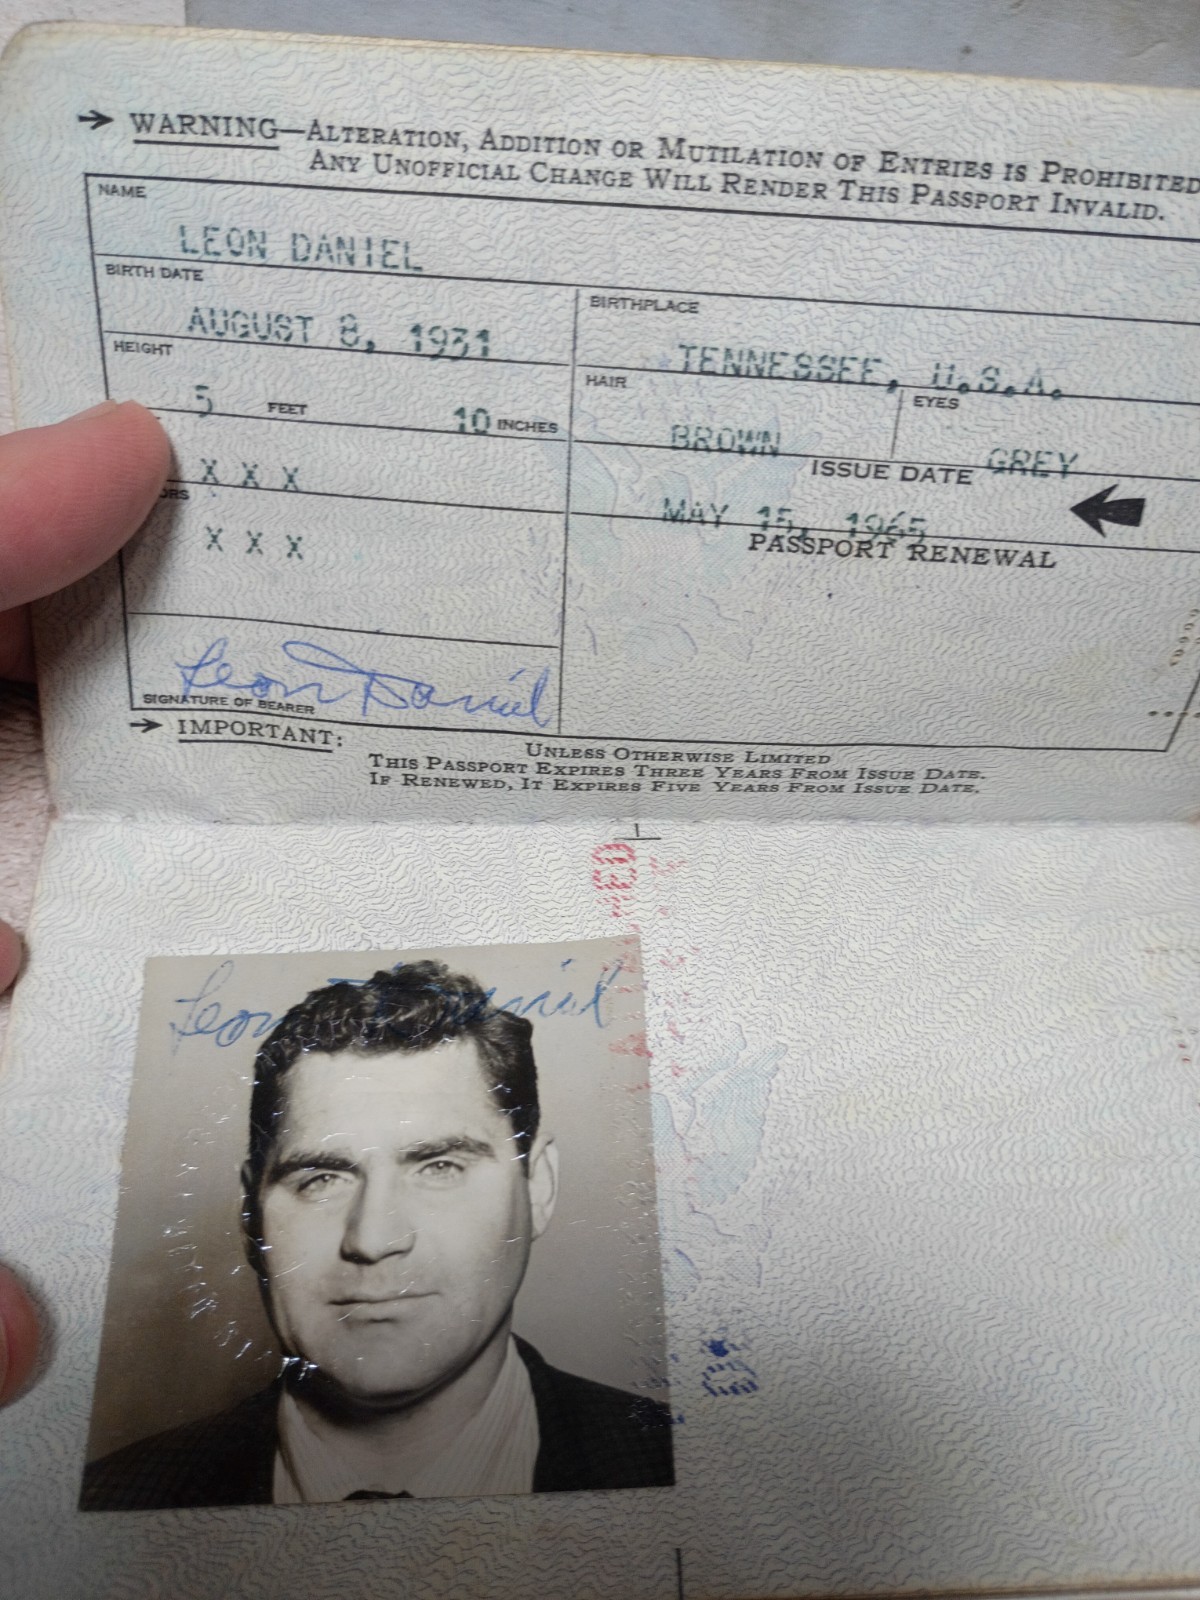 → WARNING—ALTERATION, ADDITION OR MUTILATION OF ENTRIES IS PROHIBITED
ANY UNOFFICIAL CHANGE WILL RENDER THIS PASSPORT INVALID.
NAME
LEON DANIEL
BIRTH DATE
AUGUST 8, 1931
BIRTHPLACE
TENNESSEE, U.S.A.
HEIGHT
5 FEET 10 INCHES
HAIR
BROWN
EYES
GREY
X X X
ISSUE DATE
MAY 15, 1965
X X X
PASSPORT RENEWAL
Leon Daniel
SIGNATURE OF BEARER
→ IMPORTANT:
UNLESS OTHERWISE LIMITED
THIS PASSPORT EXPIRES THREE YEARS FROM ISSUE DATE.
IF RENEWED, IT EXPIRES FIVE YEARS FROM ISSUE DATE.
Leon Daniel